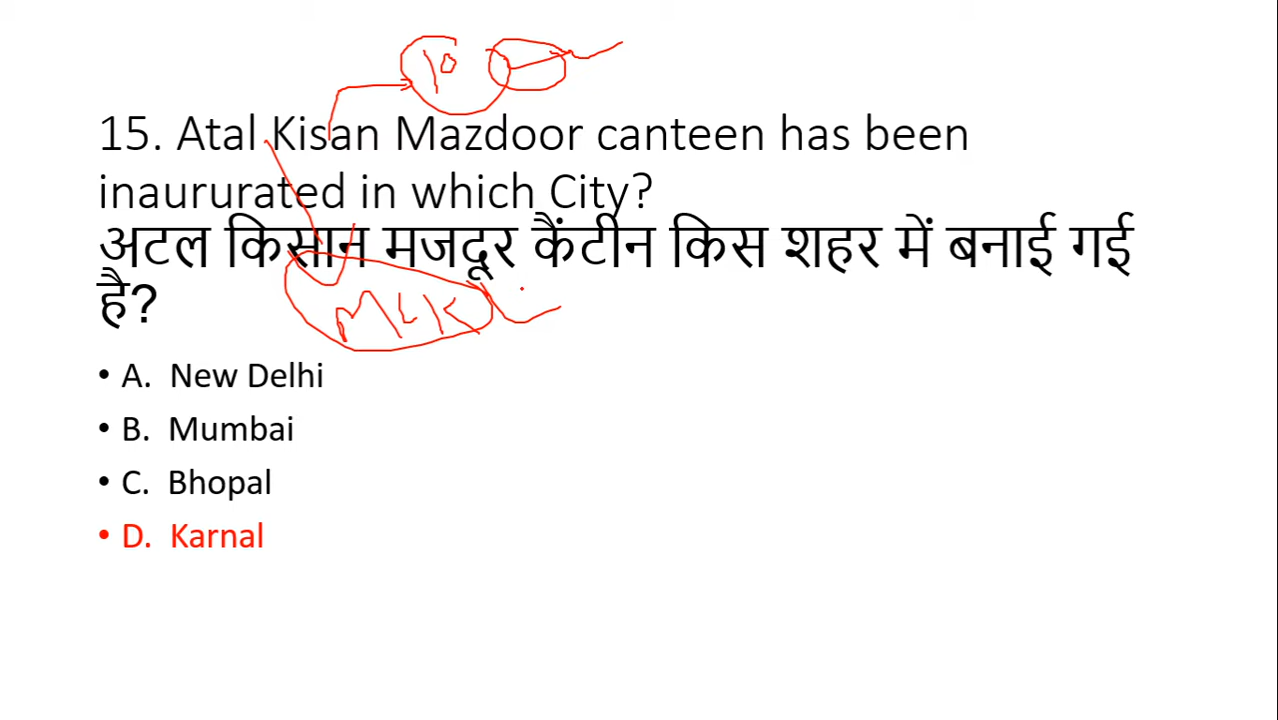 10
15. Atal Kisan Mazdoor canteen has been
inaururated in which City?
अटल किसान मजदूर कैंटीन किस शहर में बनाई गई
है?
• A. New Delhi
• B. Mumbai
• C. Bhopal
• D. Karnal